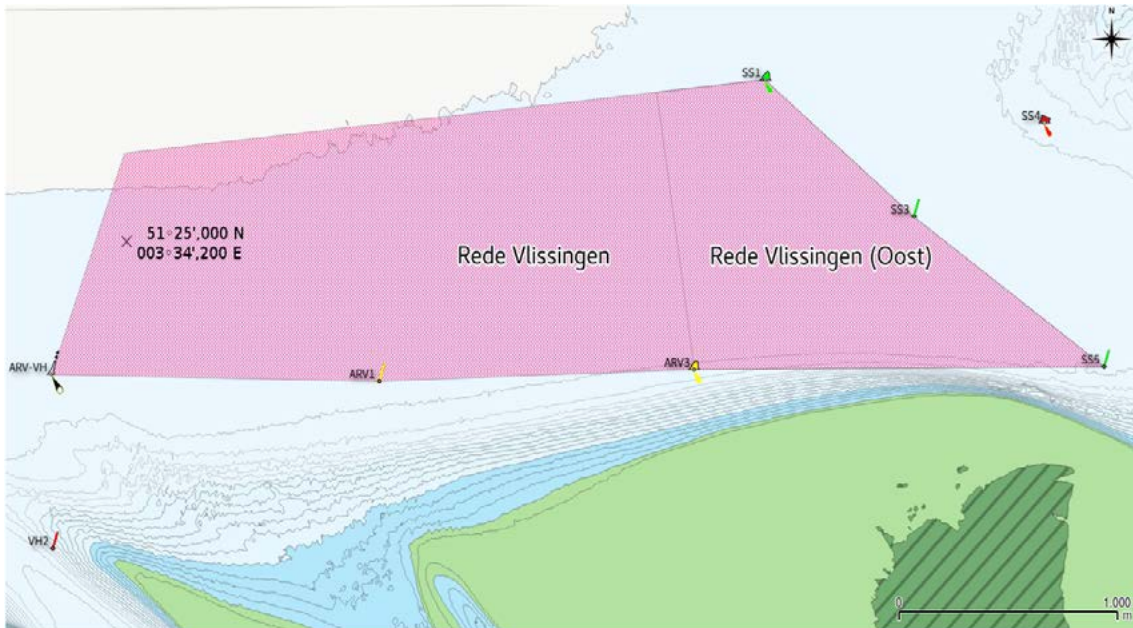 N
SS1
SS4
SS3
51°25',000 N
003°34',200 E
Rede Vlissingen
Rede Vlissingen (Oost)
ARV-VH
ARV1
ARV3
SS5
VH2
0
1.000
m